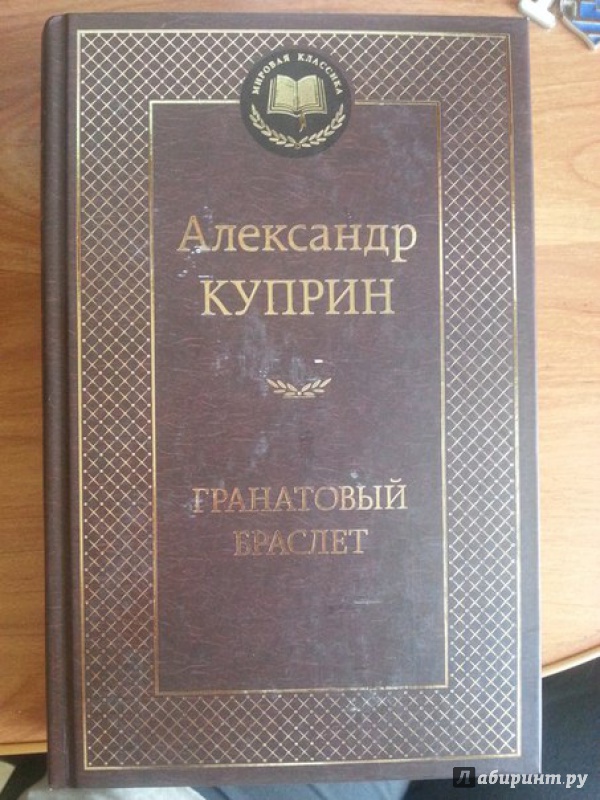 МИРОВАЯ КЛАССИКА
Александр
КУПРИН
ГРАНАТОВЫЙ
БРАСЛЕТ
Лабиринт.ру